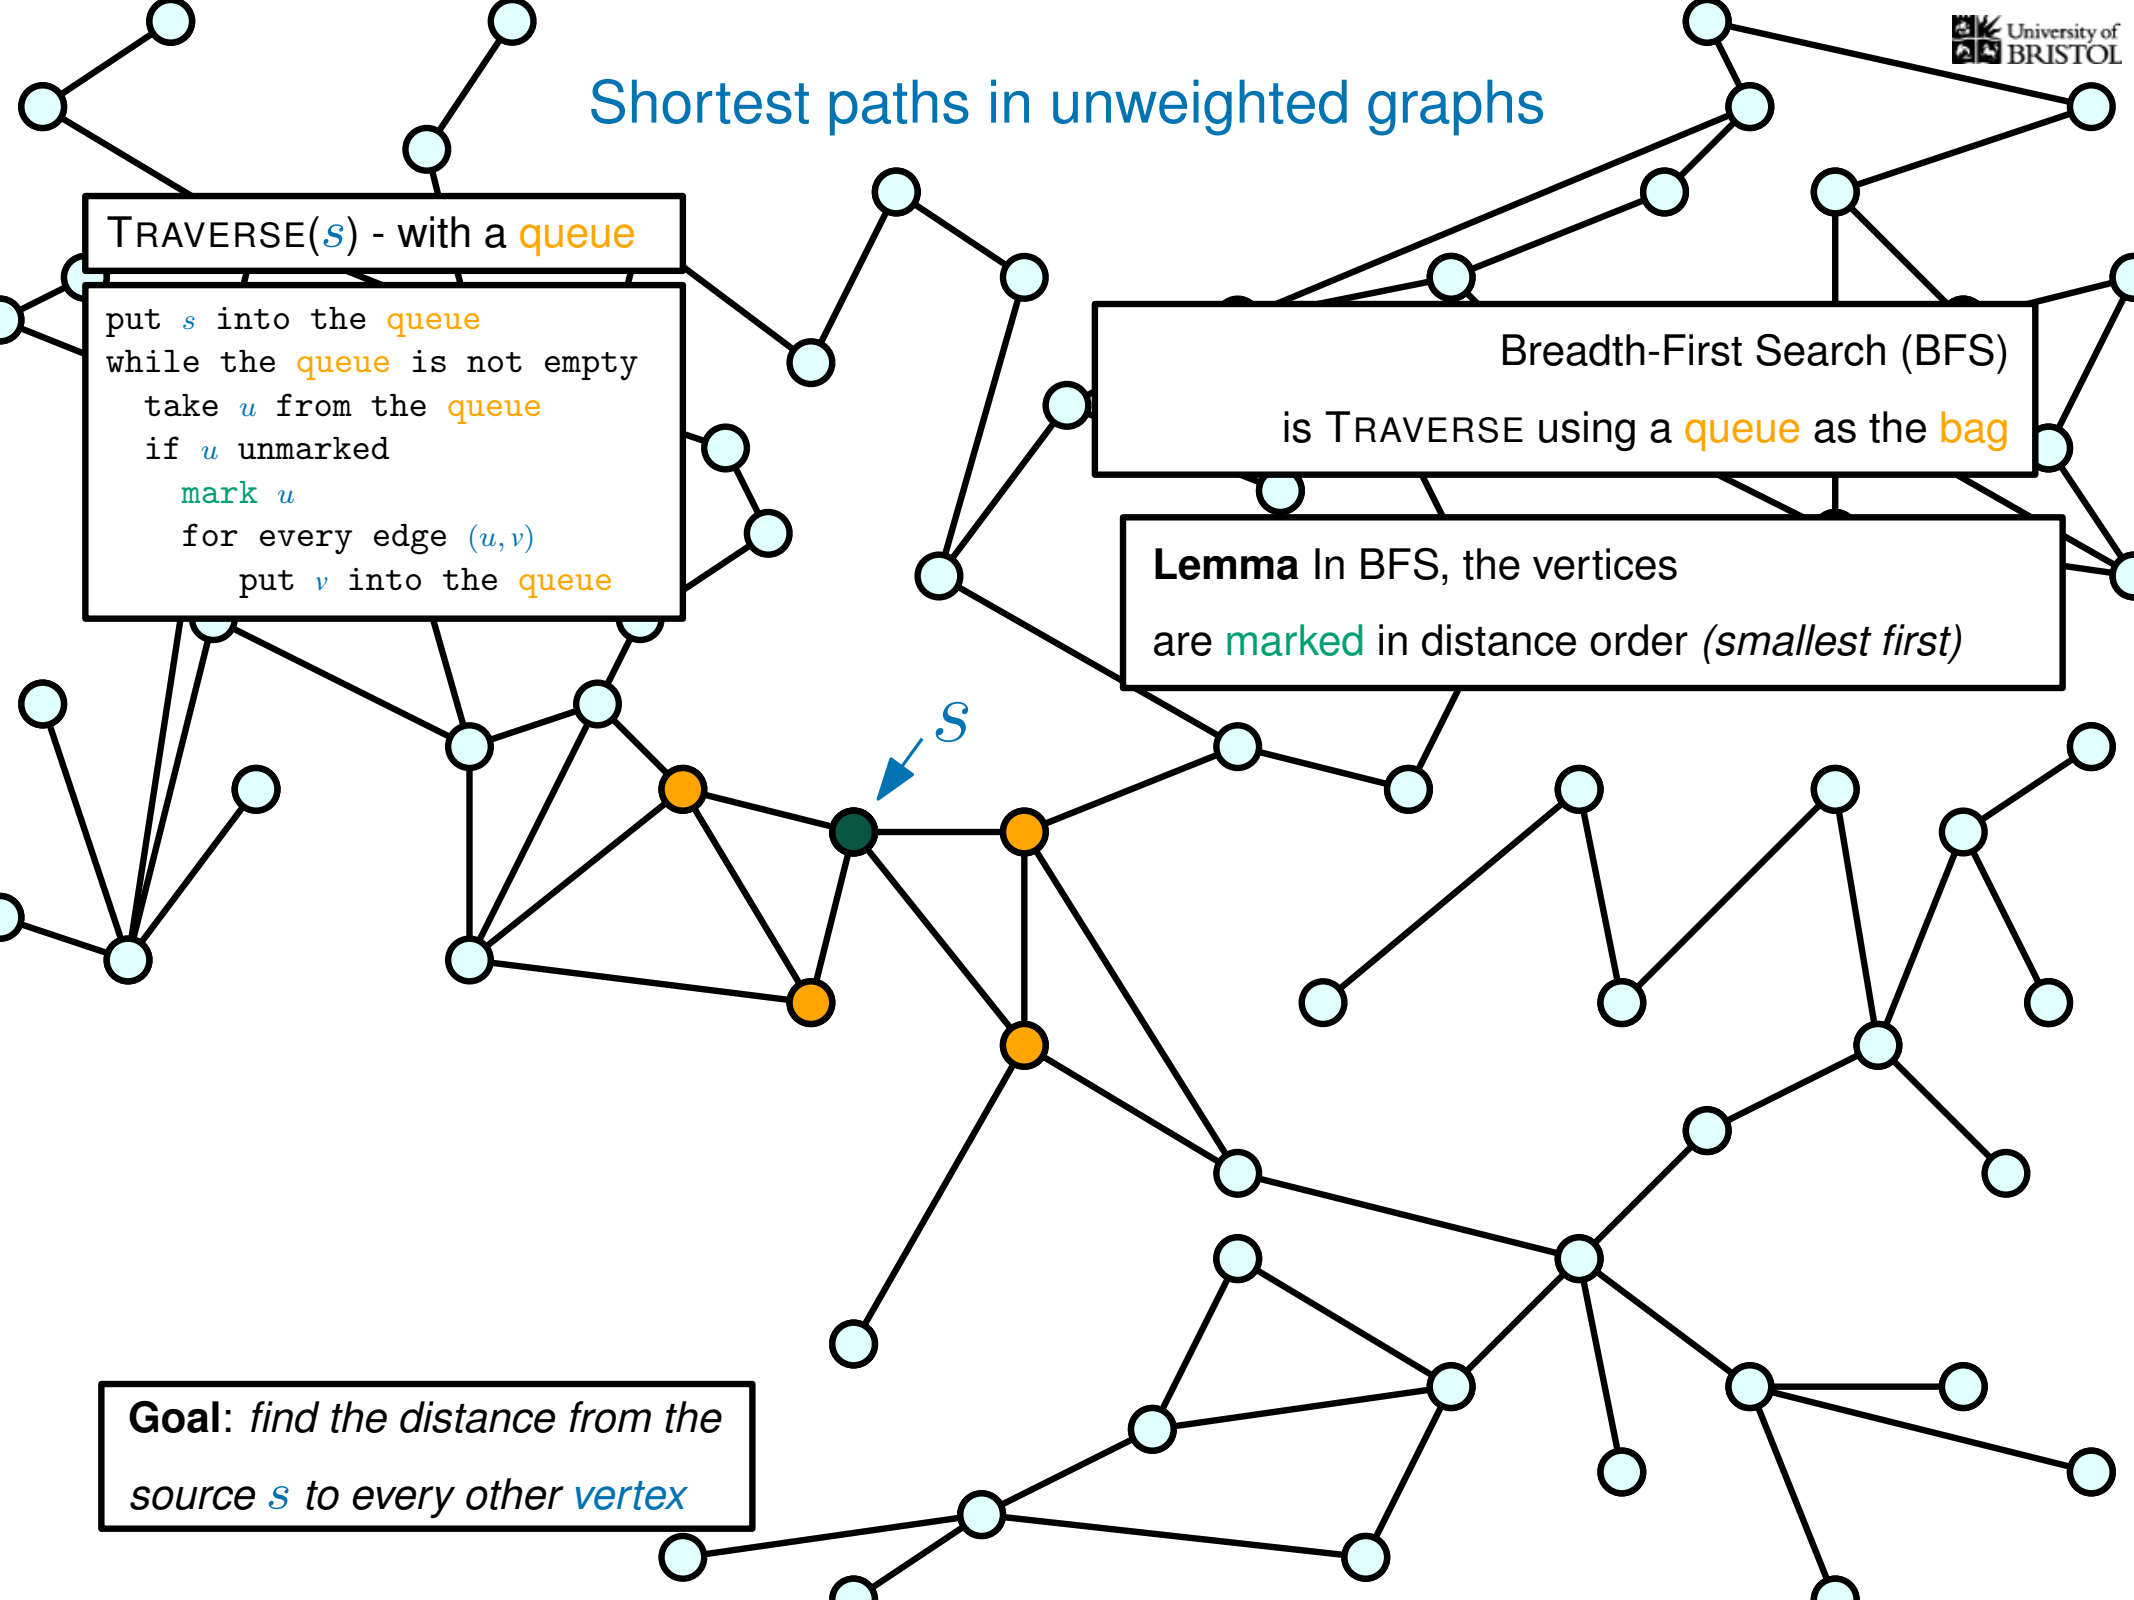 University of
BRISTOL
Shortest paths in unweighted graphs
TRAVERSE(s) - with a queue
put s into the queue
while the queue is not empty
take u from the queue
if u unmarked
mark u
for every edge (u, v)
put v into the queue
Breadth-First Search (BFS)
is TRAVERSE using a queue as the bag
Lemma In BFS, the vertices
are marked in distance order (smallest first)
s
Goal: find the distance from the
source s to every other vertex